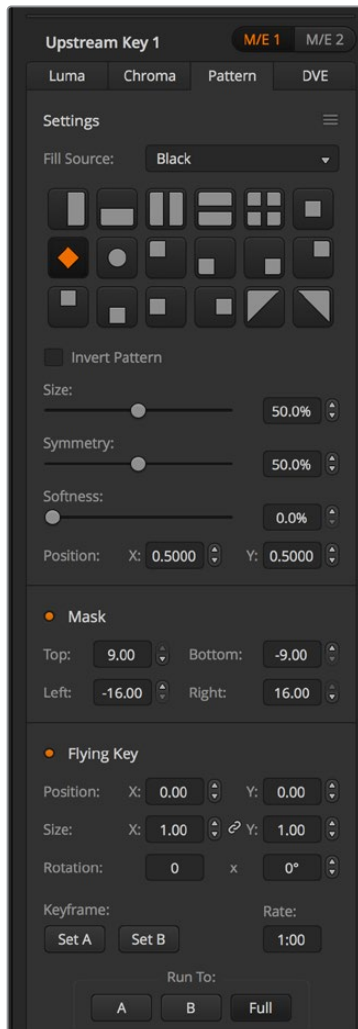 Upstream Key 1 M/E 1 M/E 2
Luma Chroma Pattern DVE
Settings
Fill Source: Black
Invert Pattern
Size:
50.0%
Symmetry:
50.0%
Softness:
0.0%
Position: X: 0.5000 Y: 0.5000
Mask
Top: 9.00 Bottom: -9.00
Left: -16.00 Right: 16.00
Flying Key
Position: X: 0.00 Y: 0.00
Size: X: 1.00 Y: 1.00
Rotation: 0 x 0°
Keyframe: Rate:
Set A Set B 1:00
Run To:
A B Full